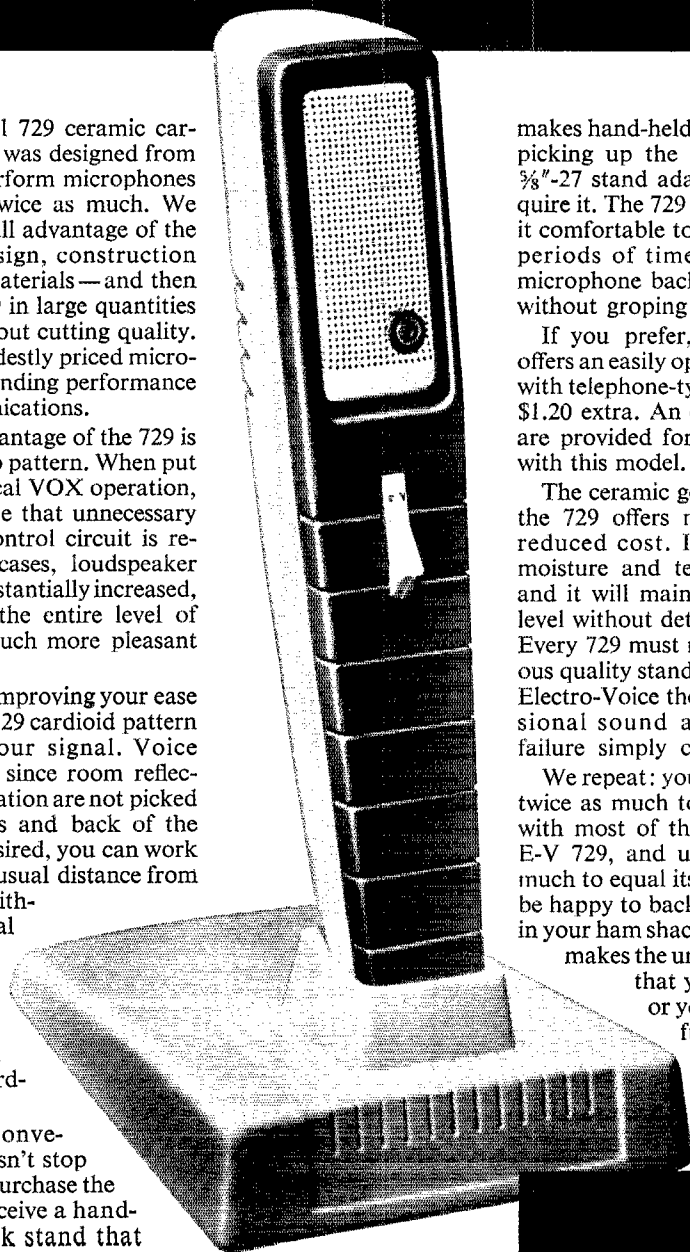 l 729 ceramic car-
was designed from
rform microphones
wice as much. We
ll advantage of the
sign, construction
aterials—and then
in large quantities
out cutting quality.
destly priced micro-
nding performance
nications.
antage of the 729 is
pattern. When put
cal VOX operation,
e that unnecessary
ontrol circuit is re-
cases, loudspeaker
stantially increased,
the entire level of
uch more pleasant
mproving your ease
29 cardioid pattern
our signal. Voice
since room reflec-
ation are not picked
s and back of the
sired, you can work
usual distance from
ith-
al
rd-
onve-
sn't stop
urchase the
ceive a hand-
k stand that
makes hand-held
picking up the
⅝"-27 stand ada
quire it. The 729
it comfortable to
periods of time
microphone back
without groping
If you prefer,
offers an easily op
with telephone-ty
$1.20 extra. An
are provided for
with this model.
The ceramic ge
the 729 offers m
reduced cost. F
moisture and te
and it will main
level without det
Every 729 must m
ous quality stand
Electro-Voice the
sional sound a
failure simply c
We repeat: you
twice as much to
with most of th
E-V 729, and u
much to equal its
be happy to back
in your ham shac
makes the un
that y
or yo
f